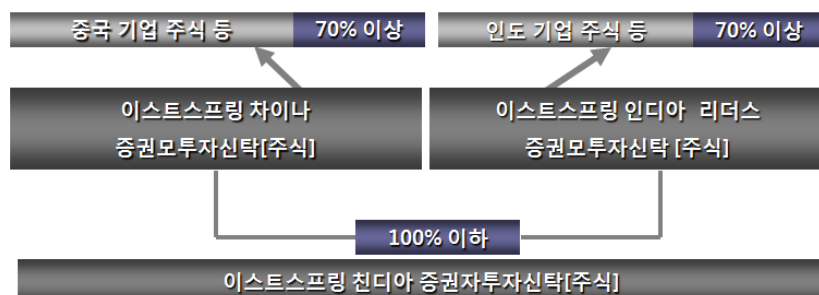 중국 기업 주식 등 70% 이상
인도 기업 주식 등 70% 이상
이스트스프링 차이나
증권모투자신탁[주식]
이스트스프링 인디아 리더스
증권모투자신탁 [주식]
100% 이하
이스트스프링 친디아 증권자투자신탁[주식]